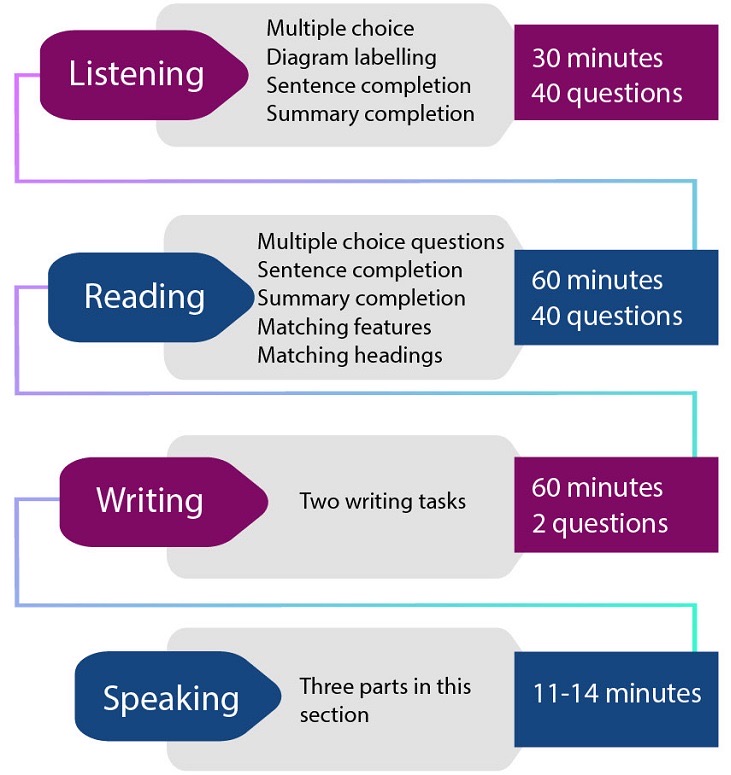 Listening
Multiple choice
Diagram labelling
Sentence completion
Summary completion
30 minutes
40 questions
Reading
Multiple choice questions
Sentence completion
Summary completion
Matching features
Matching headings
60 minutes
40 questions
Writing
Two writing tasks
60 minutes
2 questions
Speaking
Three parts in this
section
11-14 minutes